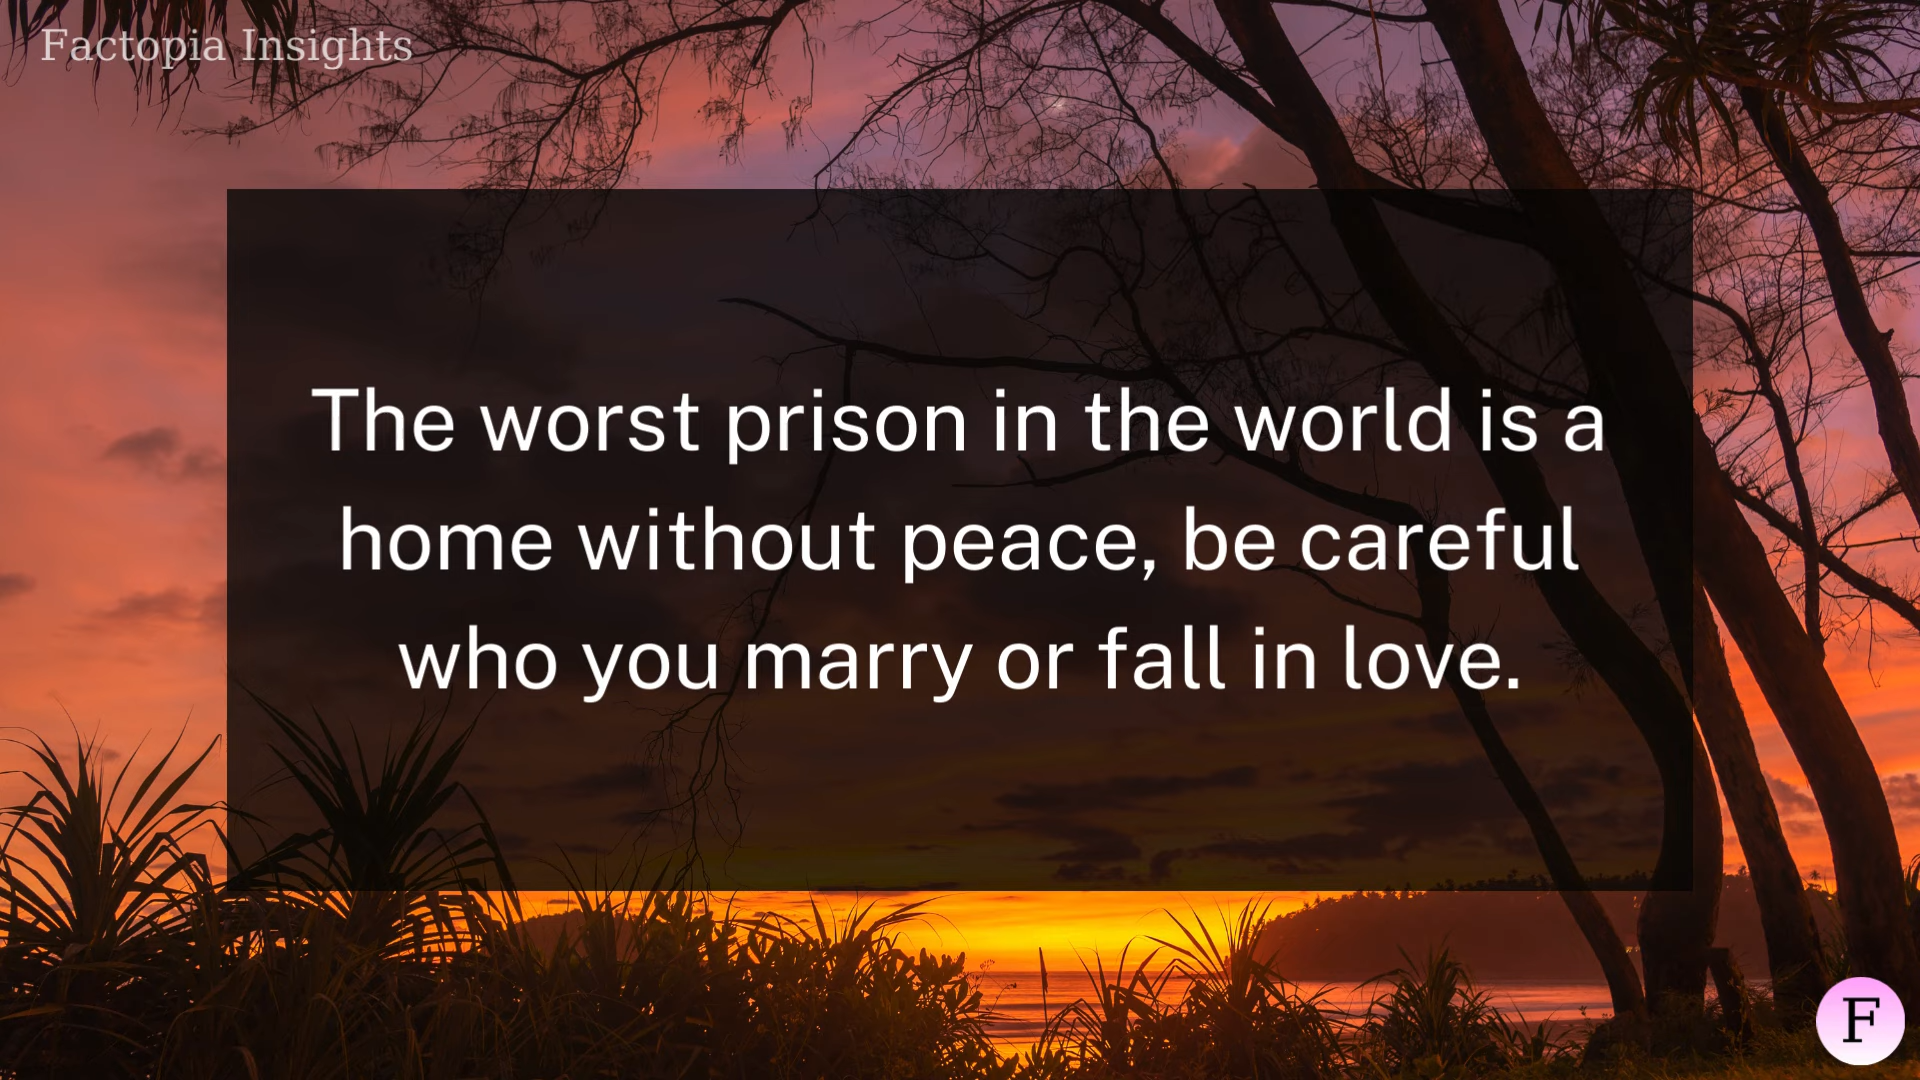 Factopia Insights
The worst prison in the world is a
home without peace, be careful
who you marry or fall in love.
F